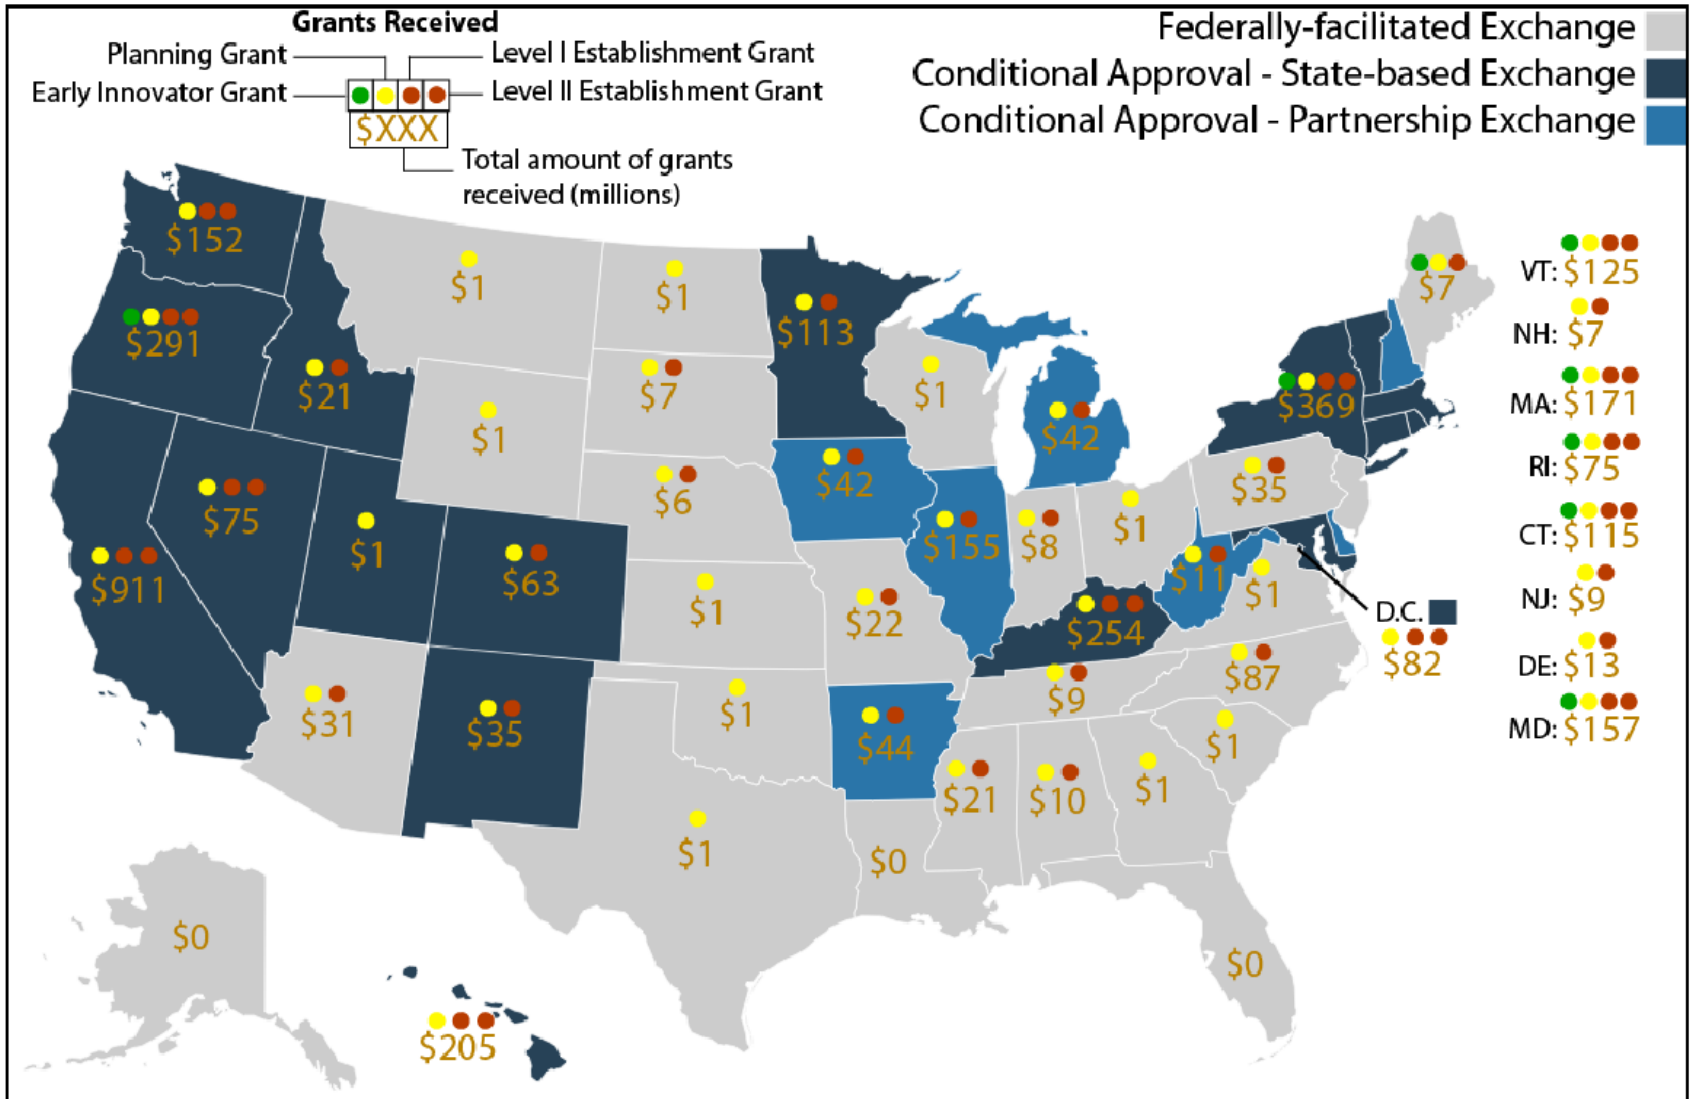 Grants Received
Planning Grant
Level I Establishment Grant
Early Innovator Grant
Level II Establishment Grant
$XXX
Total amount of grants
received (millions)
Federally-facilitated Exchange
Conditional Approval - State-based Exchange
Conditional Approval - Partnership Exchange
$152
$291
$21
$1
$1
$113
$7
$1
$1
$42
$369
$7
$75
$911
$1
$63
$6
$42
$155
$8
$1
$35
$1
$22
$254
$11
$1
$31
$35
$1
$44
$9
$87
$1
$21
$10
$1
$1
$0
$0
$0
$205
D.C.
$82
VT: $125
NH: $7
MA: $171
RI: $75
CT: $115
NJ: $9
DE: $13
MD: $157